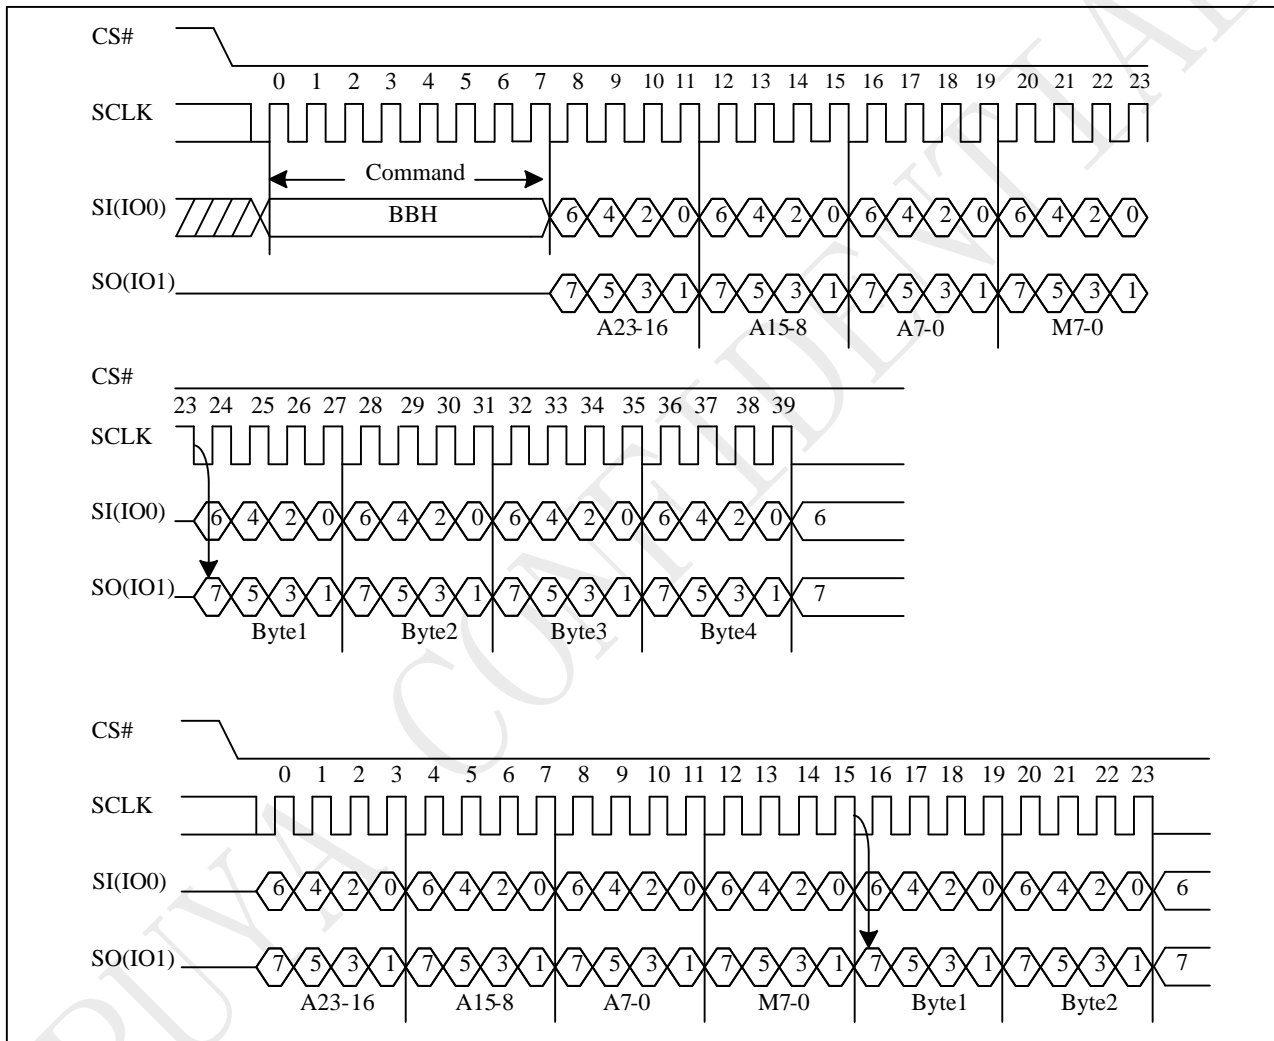 CS#
0 1 2 3 4 5 6 7 8 9 10 11 12 13 14 15 16 17 18 19 20 21 22 23
SCLK
Command
SI(IO0) BBH 6 4 2 0 6 4 2 0 6 4 2 0 6 4 2 0
SO(IO1) 7 5 3 1 7 5 3 1 7 5 3 1 7 5 3 1
A23-16 A15-8 A7-0 M7-0
CS#
23 24 25 26 27 28 29 30 31 32 33 34 35 36 37 38 39
SCLK
SI(IO0) 6 4 2 0 6 4 2 0 6 4 2 0 6 4 2 0 6
SO(IO1) 7 5 3 1 7 5 3 1 7 5 3 1 7 5 3 1 7
Byte1 Byte2 Byte3 Byte4
CS#
0 1 2 3 4 5 6 7 8 9 10 11 12 13 14 15 16 17 18 19 20 21 22 23
SCLK
SI(IO0) 6 4 2 0 6 4 2 0 6 4 2 0 6 4 2 0 6 4 2 0 6 4 2 0 6
SO(IO1) 7 5 3 1 7 5 3 1 7 5 3 1 7 5 3 1 7 5 3 1 7 5 3 1 7
A23-16 A15-8 A7-0 M7-0 Byte1 Byte2
PUYA CONFIDENTIAL